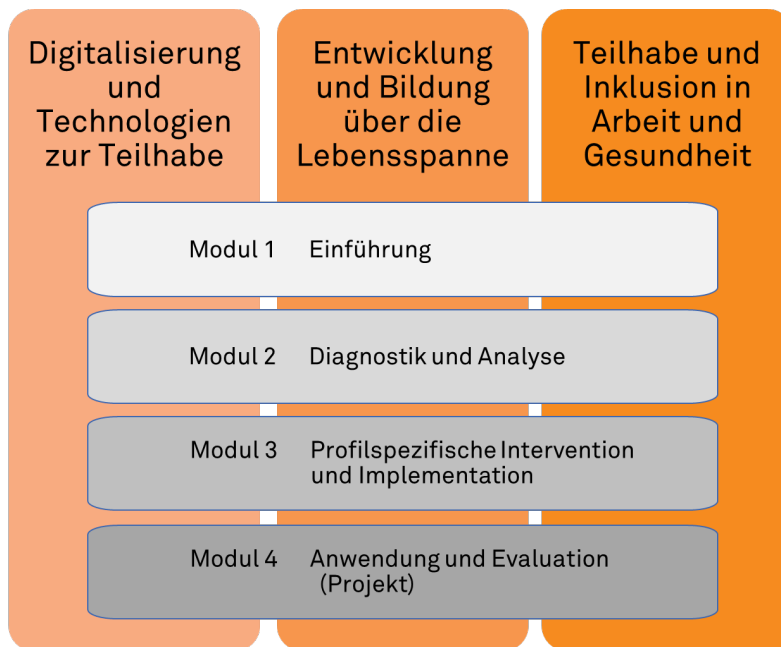 Digitalisierung
und
Technologien
zur Teilhabe
Entwicklung
und Bildung
über die
Lebensspanne
Teilhabe und
Inklusion in
Arbeit und
Gesundheit
Modul 1 Einführung
Modul 2 Diagnostik und Analyse
Modul 3 Profilspezifische Intervention
und Implementation
Modul 4 Anwendung und Evaluation
(Projekt)